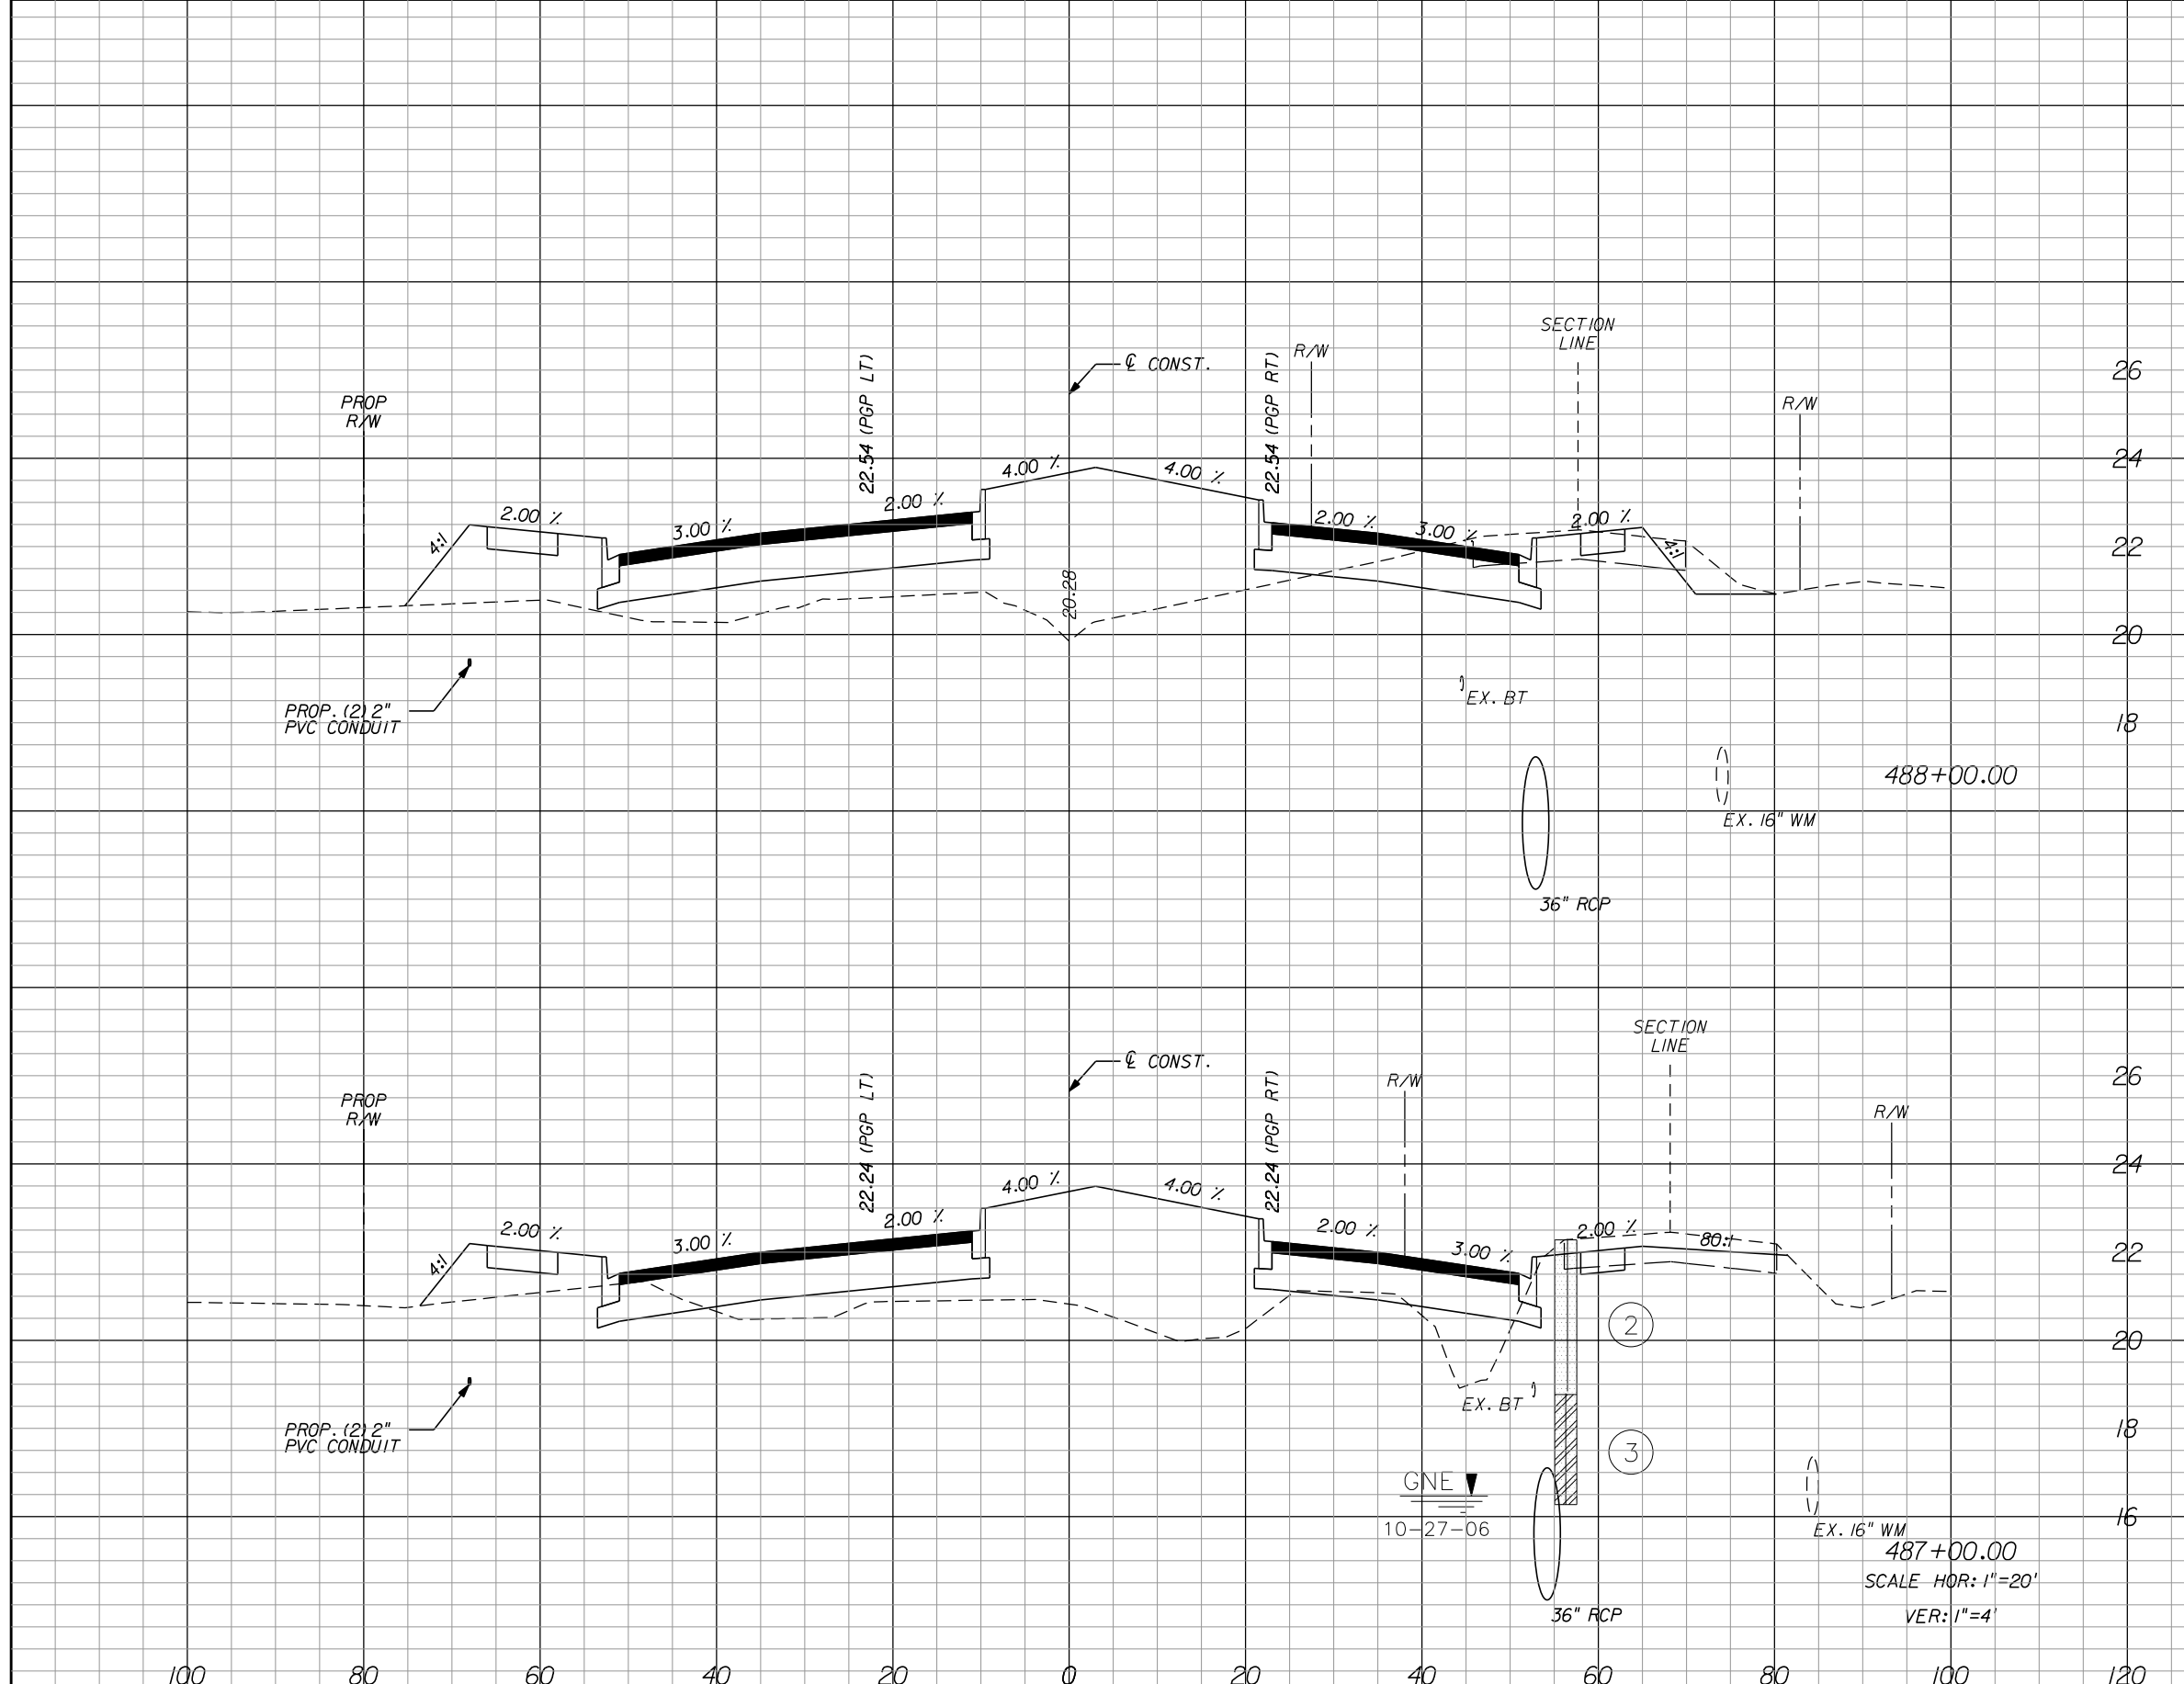 SECTION
LINE
R/W
℄ CONST.
22.54 (PGP LT)
22.54 (PGP RT)
26
PROP
R/W
R/W
24
4.00 %
4.00 %
2.00 %
2.00 %
3.00 %
2.00 %
3.00 %
2.00 %
4:1
4:1
22
20.28
20
PROP. (2) 2"
PVC CONDUIT
EX. BT
18
488+00.00
EX. 16" WM
36" RCP
SECTION
LINE
℄ CONST.
22.24 (PGP LT)
22.24 (PGP RT)
R/W
26
PROP
R/W
R/W
24
4.00 %
4.00 %
2.00 %
2.00 %
3.00 %
2.00 %
3.00 %
2.00 %
80:1
4:1
22
2
20
EX. BT
PROP. (2) 2"
PVC CONDUIT
18
3
GNE
10-27-06
16
EX. 16" WM
487+00.00
SCALE HOR: 1"=20'
VER: 1"=4'
36" RCP
100 80 60 40 20 0 20 40 60 80 100 120